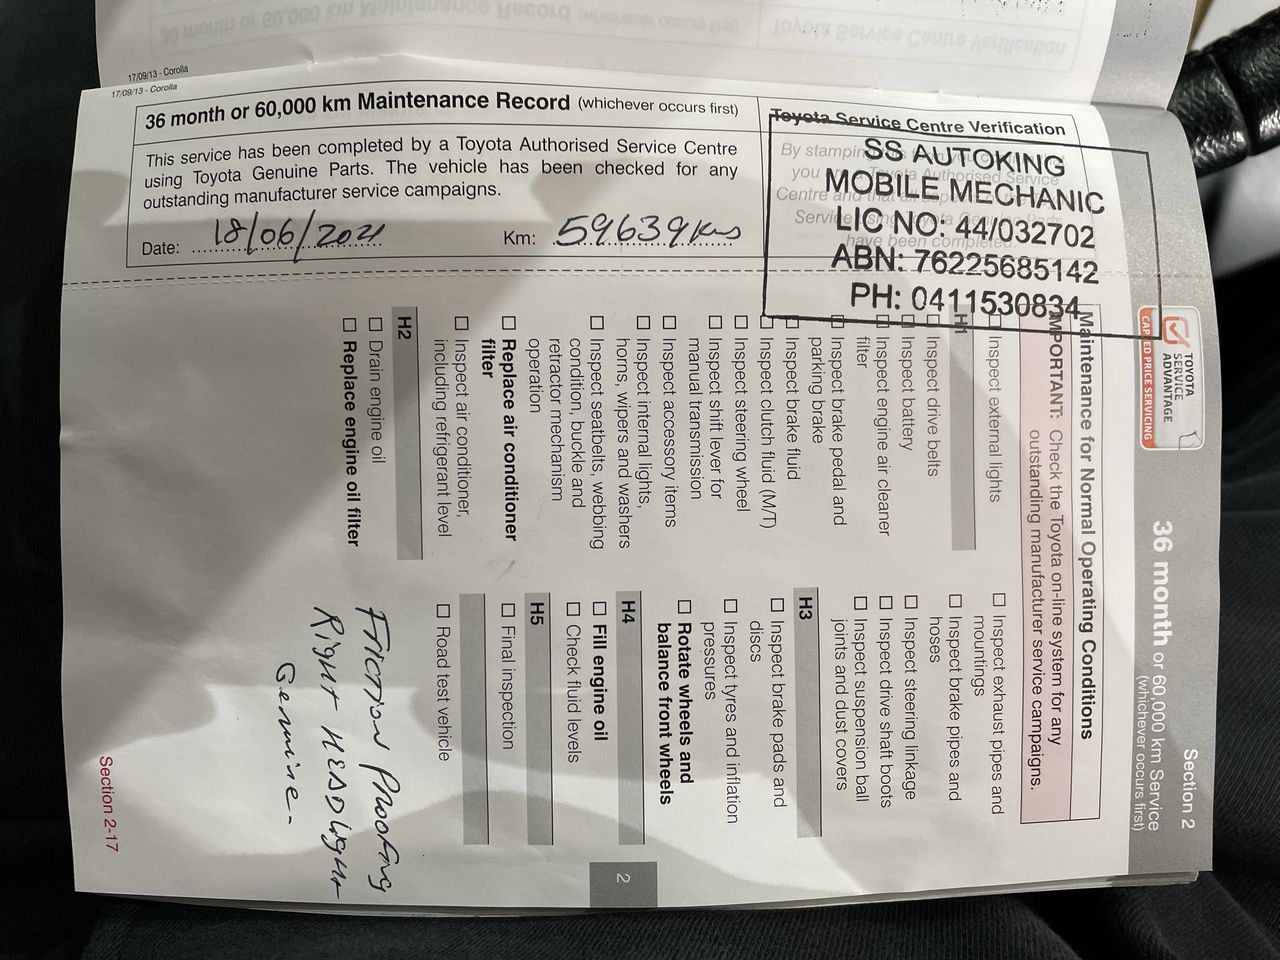 17/09/13 - Corolla
17/09/13 - Corolla
36 month or 60,000 km Maintenance Record (whichever occurs first)
This service has been completed by a Toyota Authorised Service Centre
using Toyota Genuine Parts. The vehicle has been checked for any
outstanding manufacturer service campaigns.
Date: 18/06/2021 Km: 59639 Kms
Toyota Service Centre Verification
SS AUTOKING
MOBILE MECHANIC
LIC NO: 44/032702
ABN: 76225685142
PH: 0411530834
Section 2
36 month or 60,000 km Service
(whichever occurs first)
TOYOTA
SERVICE
ADVANTAGE
CAPPED PRICE SERVICING
Maintenance for Normal Operating Conditions
IMPORTANT: Check the Toyota on-line system for any
outstanding manufacturer service campaigns.
Inspect external lights
H1
Inspect drive belts
Inspect battery
Inspect engine air cleaner
filter
Inspect brake pedal and
parking brake
Inspect brake fluid
Inspect clutch fluid (M/T)
Inspect steering wheel
Inspect shift lever for
manual transmission
Inspect accessory items
Inspect internal lights,
horns, wipers and washers
Inspect seatbelts, webbing
condition, buckle and
retractor mechanism
operation
Replace air conditioner
filter
Inspect air conditioner,
including refrigerant level
H2
Drain engine oil
Replace engine oil filter
Inspect exhaust pipes and
mountings
Inspect brake pipes and
hoses
Inspect steering linkage
Inspect drive shaft boots
Inspect suspension ball
joints and dust covers
H3
Inspect brake pads and
discs
Inspect tyres and inflation
pressures
Rotate wheels and
balance front wheels
H4
Fill engine oil
Check fluid levels
H5
Final inspection
Road test vehicle
Friction Proofing
Right Headlight
Genuine -
2
Section 2-17